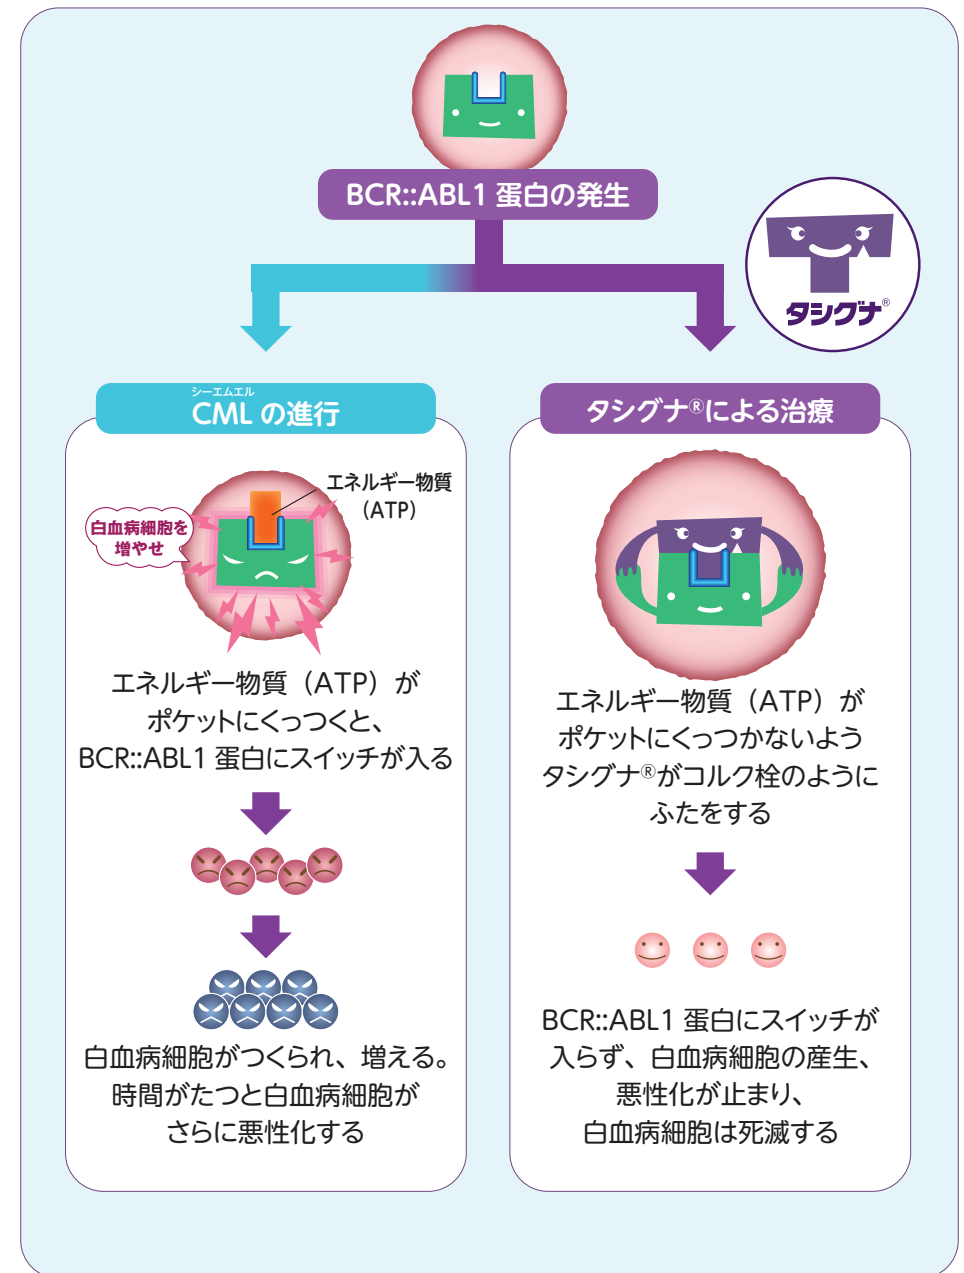 BCR::ABL1 蛋白の発生
タシグナ®
シーエムエル
CML の進行
エネルギー物質
（ATP）
白血病細胞を
増やせ
エネルギー物質（ATP）が
ポケットにくっつくと、
BCR::ABL1 蛋白にスイッチが入る
白血病細胞がつくられ、増える。
時間がたつと白血病細胞が
さらに悪性化する
タシグナ®による治療
エネルギー物質（ATP）が
ポケットにくっつかないよう
タシグナ®がコルク栓のように
ふたをする
BCR::ABL1 蛋白にスイッチが
入らず、白血病細胞の産生、
悪性化が止まり、
白血病細胞は死滅する